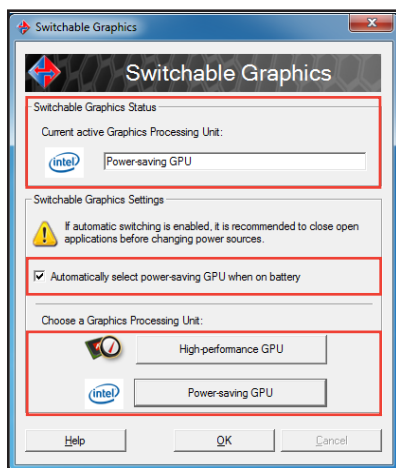 Switchable Graphics
Switchable Graphics
Switchable Graphics Status
Current active Graphics Processing Unit:
intel
Power-saving GPU
Switchable Graphics Settings
If automatic switching is enabled, it is recommended to close open
applications before changing power sources.
Automatically select power-saving GPU when on battery
Choose a Graphics Processing Unit:
High-performance GPU
intel
Power-saving GPU
Help
OK
Cancel